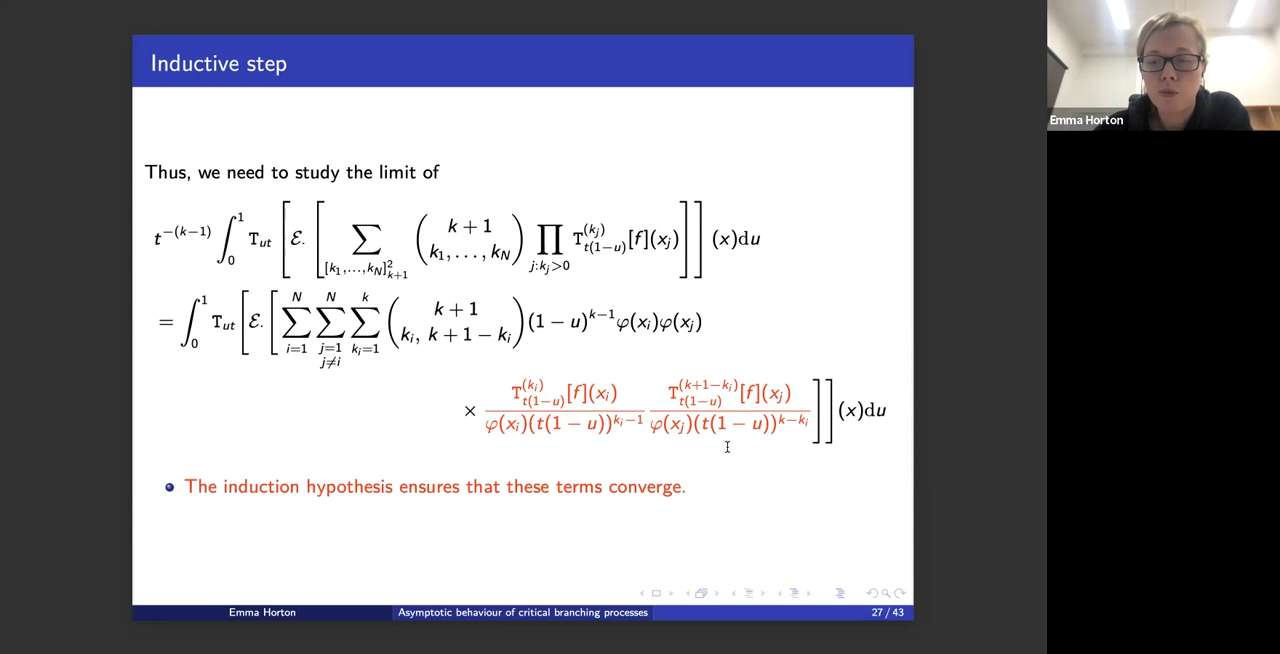 Inductive step
Emma Horton
Thus, we need to study the limit of
t^{-(k-1)} ∫_0^1 T_{ut} [ ℰ. [ ∑_{[k_1,…,k_N]^2_{k+1}} \binom{k+1}{k_1,…,k_N} ∏_{j:k_j>0} T^{(k_j)}_{t(1−u)}[f](x_j) ] ] (x)du
= ∫_0^1 T_{ut} [ ℰ. [ ∑_{i=1}^N ∑_{j=1, j≠i}^N ∑_{k_i=1}^k \binom{k+1}{k_i, k+1−k_i} (1−u)^{k−1}φ(x_i)φ(x_j)
× \frac{T^{(k_i)}_{t(1−u)}[f](x_i)}{φ(x_i)(t(1−u))^{k_i−1}} \frac{T^{(k+1−k_i)}_{t(1−u)}[f](x_j)}{φ(x_j)(t(1−u))^{k−k_i}} ] ] (x)du
The induction hypothesis ensures that these terms converge.
Emma Horton
Asymptotic behaviour of critical branching processes
27 / 43